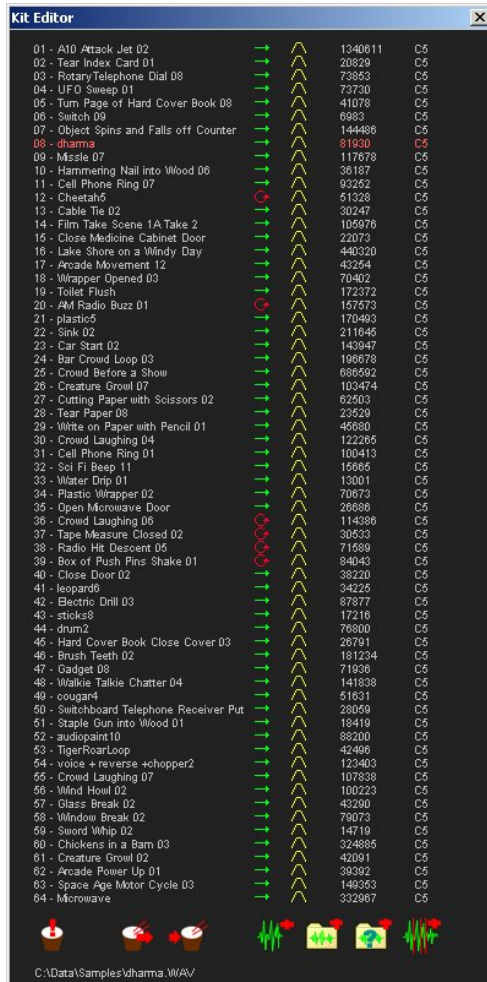 Kit Editor
01 - A10 Attack Jet 02 1340611 C5
02 - Tear Index Card 01 20829 C5
03 - RotaryTelephone Dial 08 73853 C5
04 - UFO Sweep 01 73730 C5
05 - Turn Page of Hard Cover Book 08 41078 C5
06 - Switch 09 6983 C5
07 - Object Spins and Falls off Counter 144486 C5
08 - dharma 81930 C5
09 - Missle 07 117678 C5
10 - Hammering Nail into Wood 06 36187 C5
11 - Cell Phone Ring 07 93252 C5
12 - Cheetah5 51328 C5
13 - Cable Tie 02 30247 C5
14 - Film Take Scene 1A Take 2 105976 C5
15 - Close Medicine Cabinet Door 22073 C5
16 - Lake Shore on a Windy Day 440320 C5
17 - Arcade Movement 12 43254 C5
18 - Wrapper Opened 03 70402 C5
19 - Toilet Flush 172372 C5
20 - AM Radio Buzz 01 157573 C5
21 - plastic5 170493 C5
22 - Sink 02 211645 C5
23 - Car Start 02 143947 C5
24 - Bar Crowd Loop 03 196678 C5
25 - Crowd Before a Show 686592 C5
26 - Creature Growl 07 103474 C5
27 - Cutting Paper with Scissors 02 62503 C5
28 - Tear Paper 08 23529 C5
29 - Write on Paper with Pencil 01 45680 C5
30 - Crowd Laughing 04 122265 C5
31 - Cell Phone Ring 01 100413 C5
32 - Sci Fi Beep 11 15665 C5
33 - Water Drip 01 13001 C5
34 - Plastic Wrapper 02 70673 C5
35 - Open Microwave Door 26686 C5
36 - Crowd Laughing 06 114386 C5
37 - Tape Measure Closed 02 30533 C5
38 - Radio Hit Descent 05 71589 C5
39 - Box of Push Pins Shake 01 84043 C5
40 - Close Door 02 38220 C5
41 - leopard6 34225 C5
42 - Electric Drill 03 87877 C5
43 - sticks8 17216 C5
44 - drum2 76800 C5
45 - Hard Cover Book Close Cover 03 26791 C5
46 - Brush Teeth 02 181234 C5
47 - Gadget 08 71936 C5
48 - Walkie Talkie Chatter 04 141838 C5
49 - cougar4 51631 C5
50 - Switchboard Telephone Receiver Put 28059 C5
51 - Staple Gun into Wood 01 18419 C5
52 - audiopaint10 88200 C5
53 - TigerRoarLoop 42496 C5
54 - voice + reverse +chopper2 123403 C5
55 - Crowd Laughing 07 107838 C5
56 - Wind Howl 02 100223 C5
57 - Glass Break 02 43290 C5
58 - Window Break 02 79073 C5
59 - Sword Whip 02 14719 C5
60 - Chickens in a Barn 03 324885 C5
61 - Creature Growl 02 42091 C5
62 - Arcade Power Up 01 39392 C5
63 - Space Age Motor Cycle 03 149353 C5
64 - Microwave 332967 C5
C:\Data\Samples\dharma.WAV